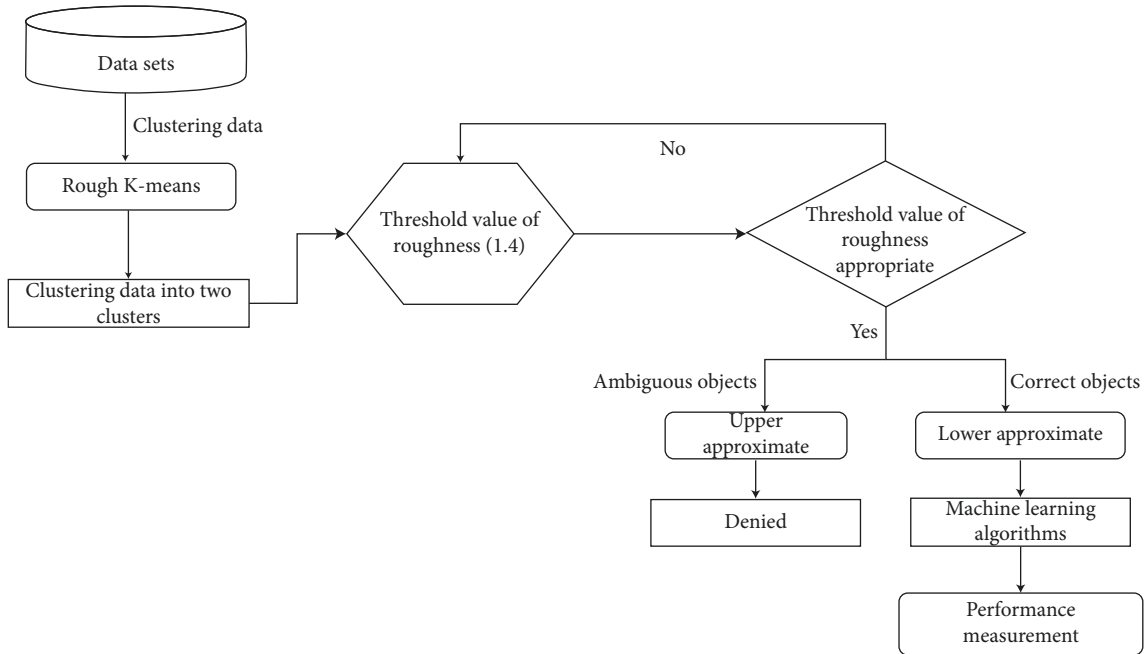 Data sets
Clustering data
Rough K-means
Clustering data into two
clusters
Threshold value of
roughness (1.4)
No
Threshold value of
roughness
appropriate
Yes
Ambiguous objects
Correct objects
Upper
approximate
Lower approximate
Denied
Machine learning
algorithms
Performance
measurement